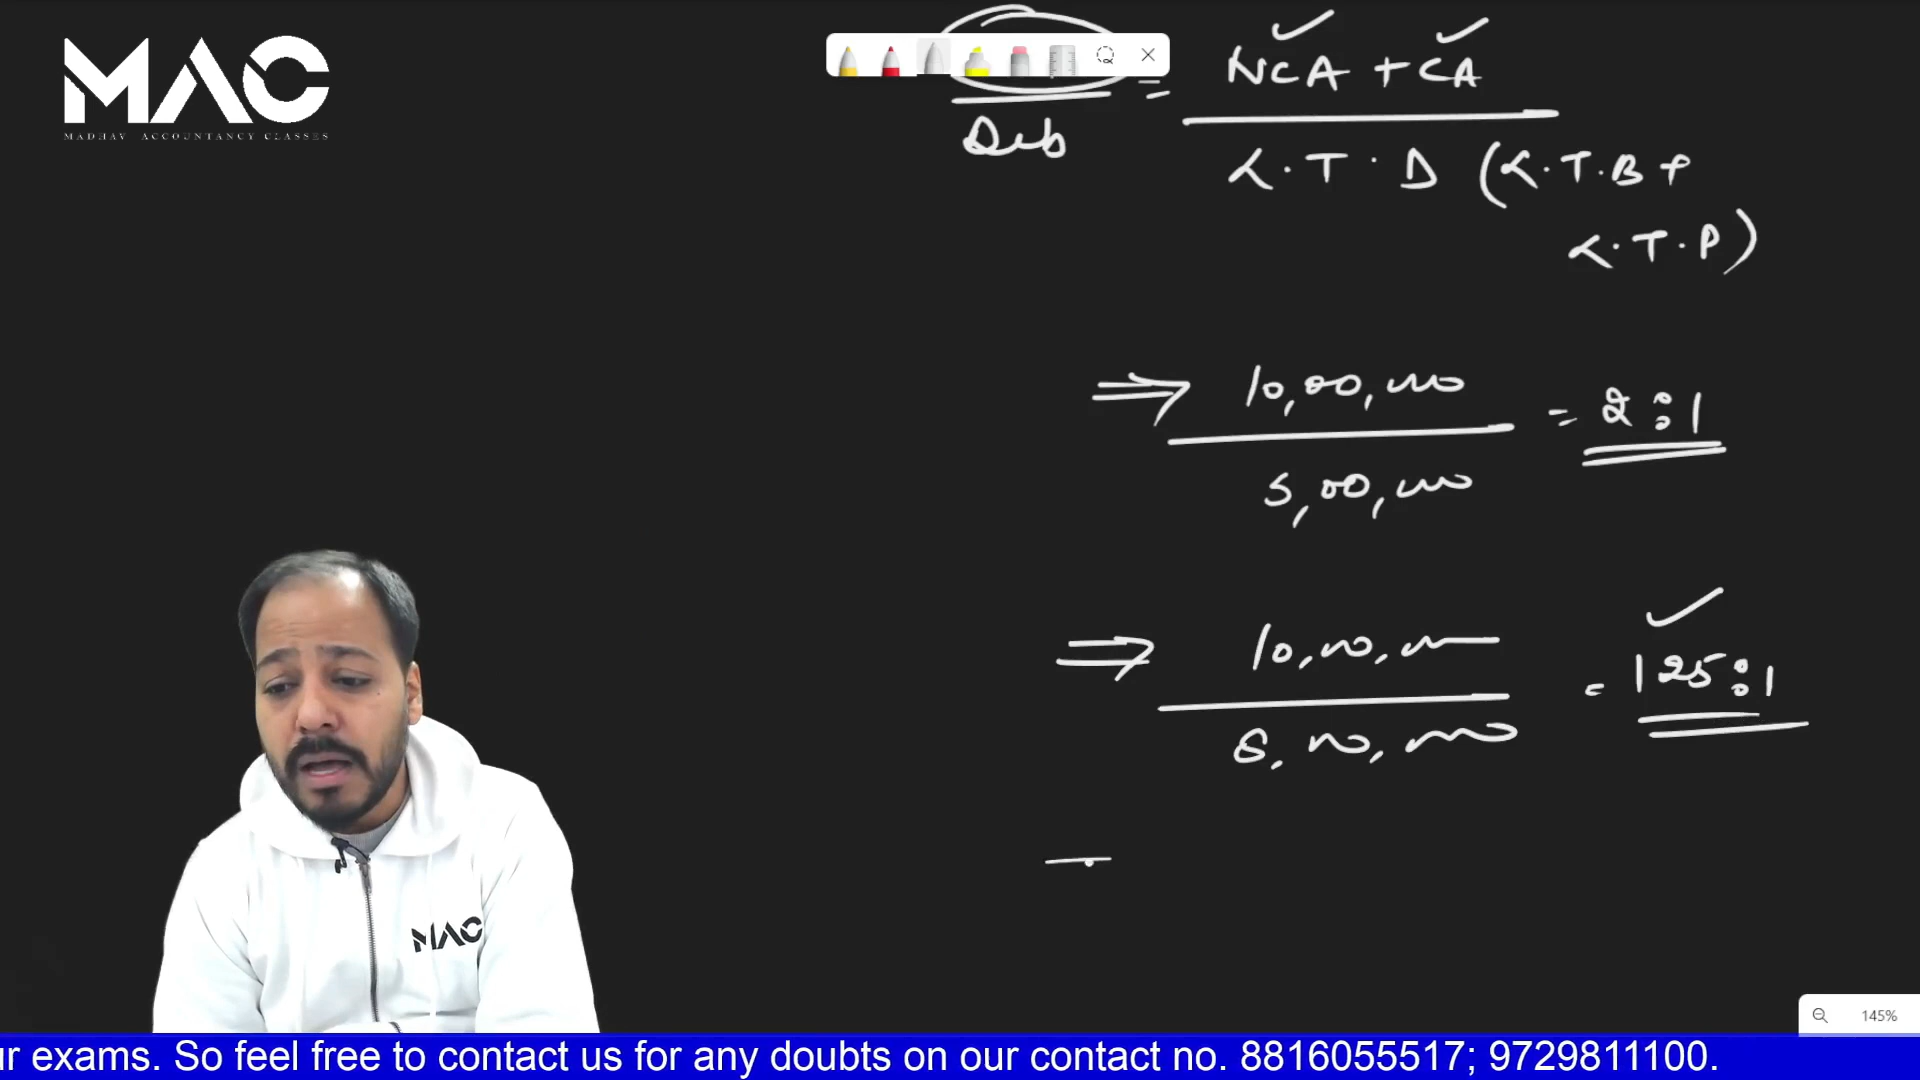 MAC
MADHAV ACCOUNTANCY CLASSES
NCA + CA
Deb
=
L.T.D (L.T.B +
L.T.P)
⇒ 10,00,000
= 2:1
5,00,000
⇒ 10,00,000
= 125:1
8,00,000
MAC
145%
ur exams. So feel free to contact us for any doubts on our contact no. 8816055517; 9729811100.